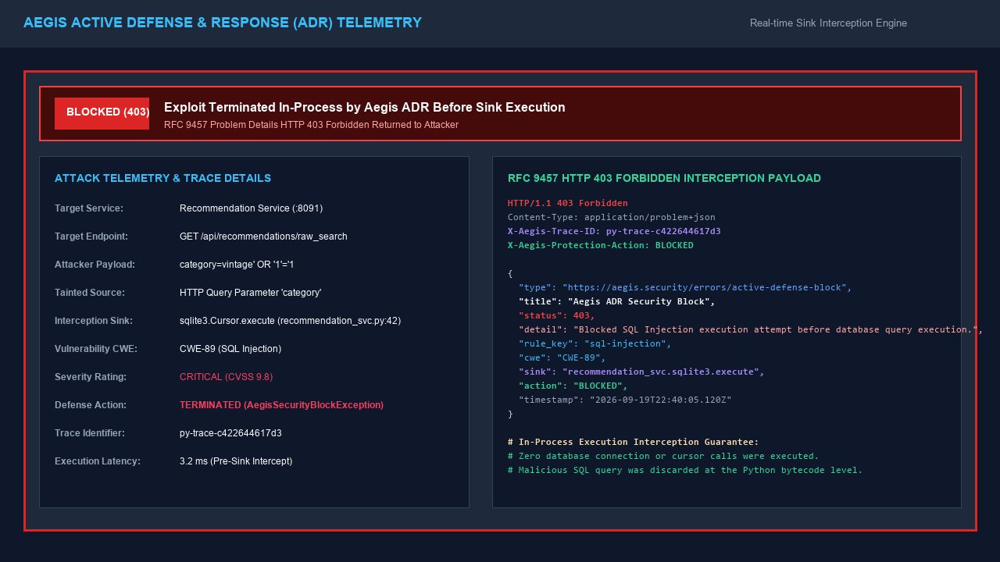 AEGIS ACTIVE DEFENSE & RESPONSE (ADR) TELEMETRY
Real-time Sink Interception Engine
BLOCKED (403)
Exploit Terminated In-Process by Aegis ADR Before Sink Execution
RFC 9457 Problem Details HTTP 403 Forbidden Returned to Attacker
ATTACK TELEMETRY & TRACE DETAILS
Target Service: Recommendation Service (:8091)
Target Endpoint: GET /api/recommendations/raw_search
Attacker Payload: category=vintage' OR '1'='1
Tainted Source: HTTP Query Parameter 'category'
Interception Sink: sqlite3.Cursor.execute (recommendation_svc.py:42)
Vulnerability CWE: CWE-89 (SQL Injection)
Severity Rating: CRITICAL (CVSS 9.8)
Defense Action: TERMINATED (AegisSecurityBlockException)
Trace Identifier: py-trace-c422644617d3
Execution Latency: 3.2 ms (Pre-Sink Intercept)
RFC 9457 HTTP 403 FORBIDDEN INTERCEPTION PAYLOAD
HTTP/1.1 403 Forbidden
Content-Type: application/problem+json
X-Aegis-Trace-ID: py-trace-c422644617d3
X-Aegis-Protection-Action: BLOCKED
{
"type": "https://aegis.security/errors/active-defense-block",
"title": "Aegis ADR Security Block",
"status": 403,
"detail": "Blocked SQL Injection execution attempt before database query execution.",
"rule_key": "sql-injection",
"cwe": "CWE-89",
"sink": "recommendation_svc.sqlite3.execute",
"action": "BLOCKED",
"timestamp": "2026-09-19T22:40:05.120Z"
}
# In-Process Execution Interception Guarantee:
# Zero database connection or cursor calls were executed.
# Malicious SQL query was discarded at the Python bytecode level.